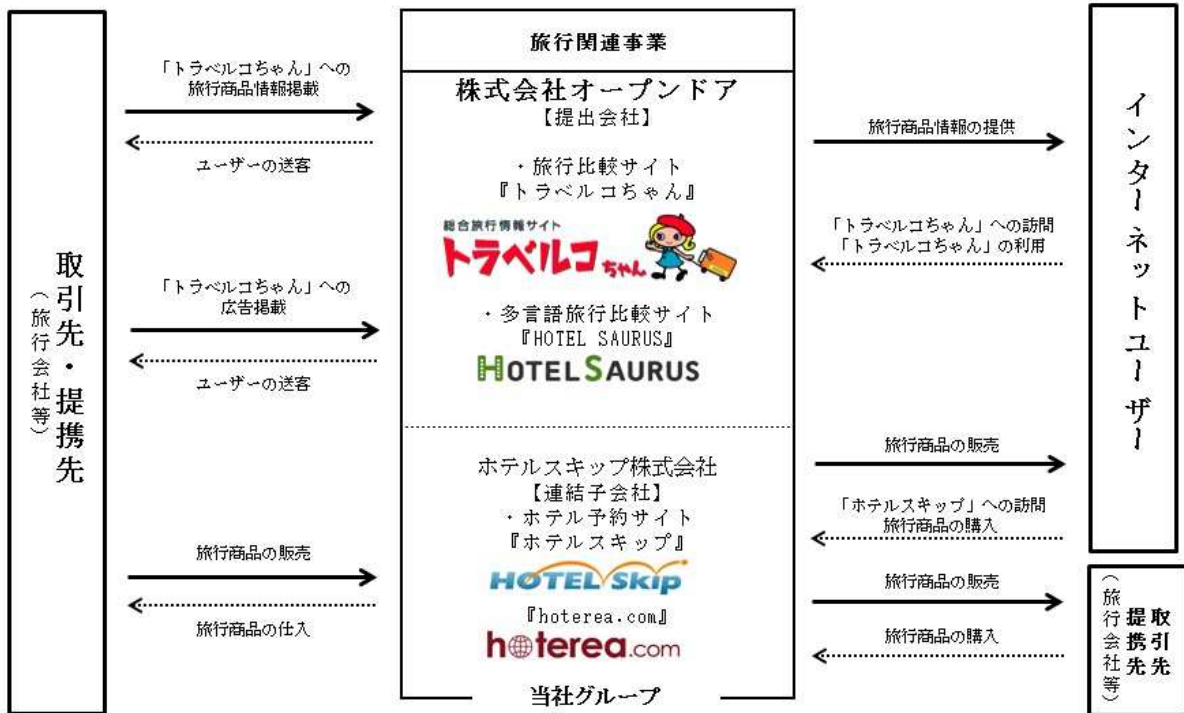 取引先・提携先
（旅行会社等）
「トラベルコちゃん」への
旅行商品情報掲載
ユーザーの送客
「トラベルコちゃん」への
広告掲載
ユーザーの送客
旅行商品の販売
旅行商品の仕入
旅行関連事業
株式会社オープンドア
【提出会社】
・旅行比較サイト
『トラベルコちゃん』
総合旅行情報サイト
トラベルコちゃん
・多言語旅行比較サイト
『HOTEL SAURUS』
HOTEL SAURUS
ホテルスキップ株式会社
【連結子会社】
・ホテル予約サイト
『ホテルスキップ』
HOTEL Skip
『hoterea.com』
hoterea.com
当社グループ
旅行商品情報の提供
「トラベルコちゃん」への訪問
「トラベルコちゃん」の利用
旅行商品の販売
「ホテルスキップ」への訪問
旅行商品の購入
旅行商品の販売
旅行商品の購入
インターネットユーザー
取引先
提携先
（旅行会社等）